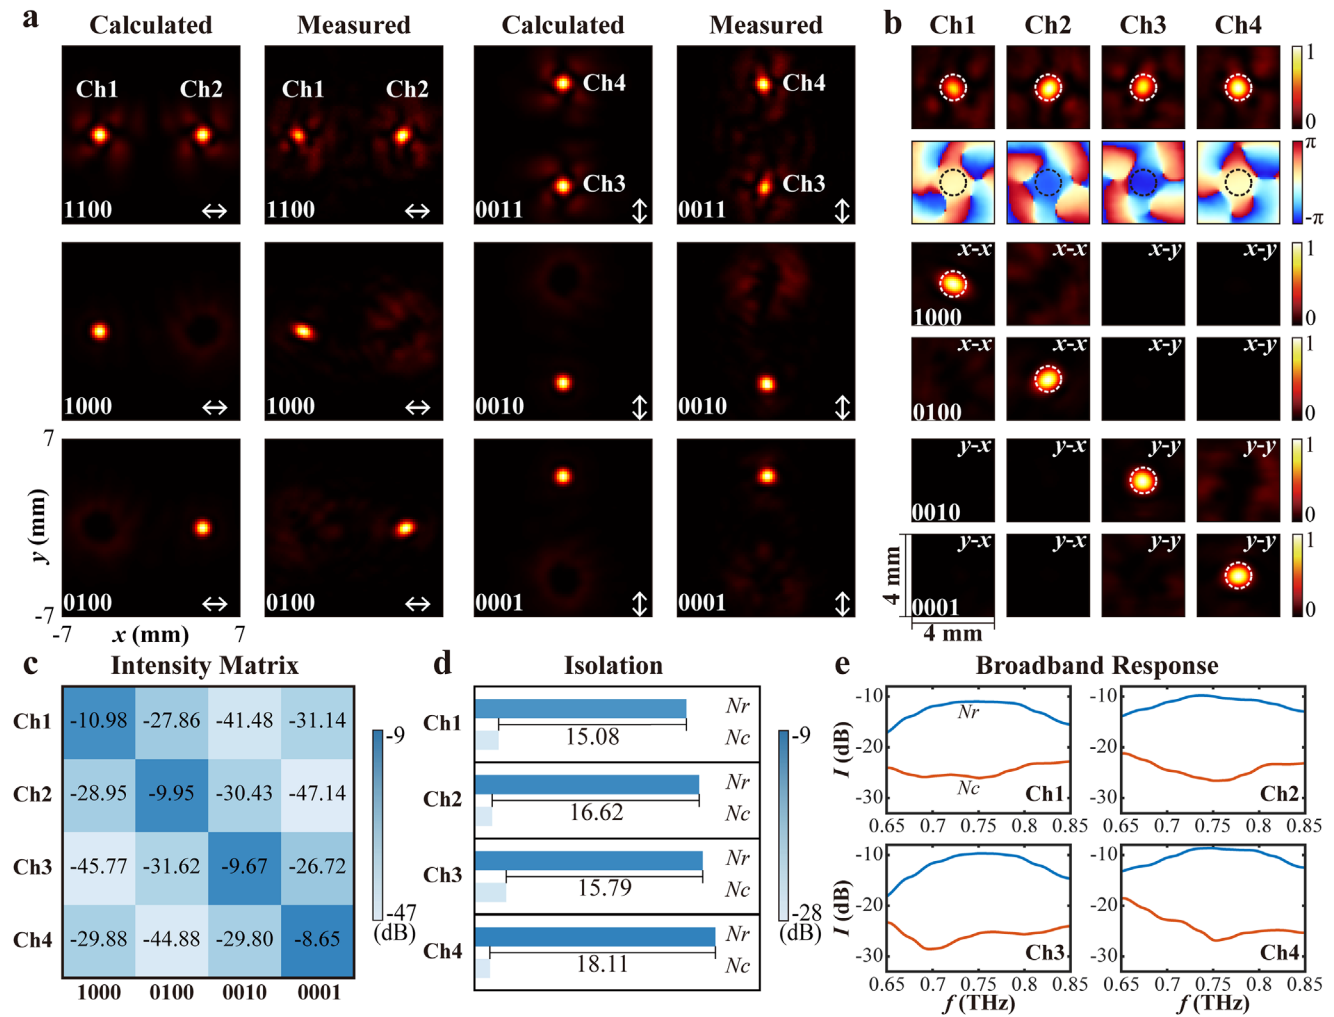 a
Calculated Measured Calculated Measured
Ch1 Ch2 Ch1 Ch2 Ch4 Ch4
Ch3 Ch3
1100 ↔ 1100 ↔ 0011 ↕ 0011 ↕
1000 ↔ 1000 ↔ 0010 ↕ 0010 ↕
0100 ↔ 0100 ↔ 0001 ↕ 0001 ↕
7
y (mm)
-7
-7 x (mm) 7
b
Ch1 Ch2 Ch3 Ch4
1
0
π
-π
x-x x-x x-y x-y 1
1000 0
x-x x-x x-y x-y 1
0100 0
y-x y-x y-y y-y 1
0010 0
y-x y-x y-y y-y 1
0001 0
4 mm
4 mm
c Intensity Matrix
Ch1 -10.98 -27.86 -41.48 -31.14
Ch2 -28.95 -9.95 -30.43 -47.14
Ch3 -45.77 -31.62 -9.67 -26.72
Ch4 -29.88 -44.88 -29.80 -8.65
1000 0100 0010 0001
-9
-47
(dB)
d Isolation
Ch1 Nr
15.08 Nc
Ch2 Nr
16.62 Nc
Ch3 Nr
15.79 Nc
Ch4 Nr
18.11 Nc
-9
-28
(dB)
e Broadband Response
I (dB)
-10
-20
-30
Nr
Nc
Ch1
0.65 0.7 0.75 0.8 0.85
-10
-20
-30
Ch2
0.65 0.7 0.75 0.8 0.85
I (dB)
-10
-20
-30
Ch3
0.65 0.7 0.75 0.8 0.85
f (THz)
-10
-20
-30
Ch4
0.65 0.7 0.75 0.8 0.85
f (THz)